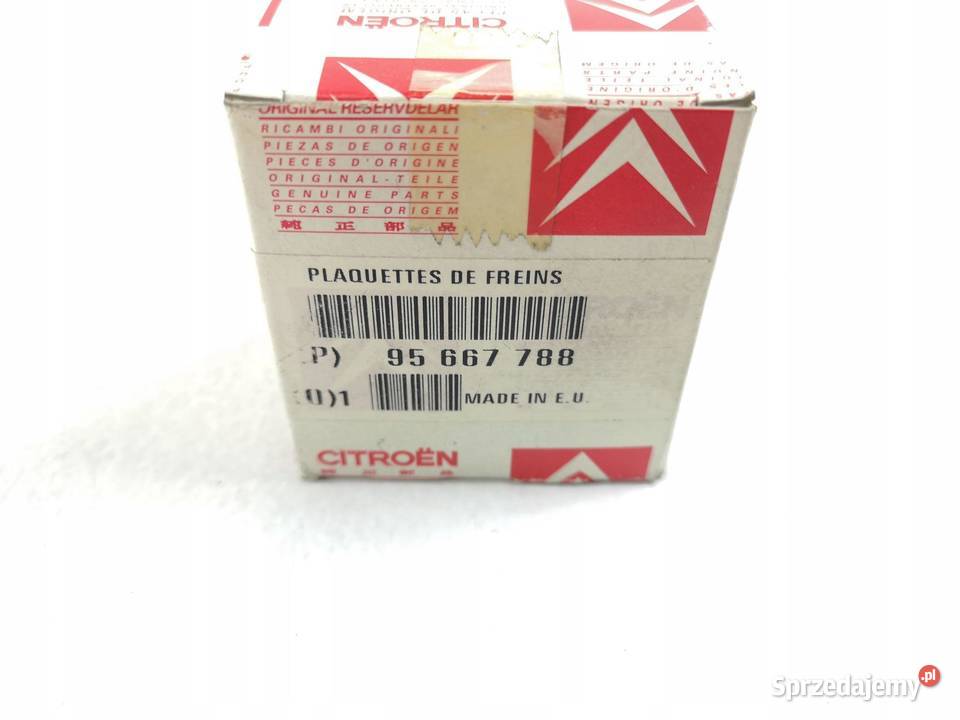 CITROËN
ORIGINAL RESERVDELAR
RICAMBI ORIGINALI
PIEZAS DE ORIGEN
PIECES D'ORIGINE
ORIGINAL-TEILE
GENUINE PARTS
PECAS DE ORIGEM
純正部品
PLAQUETTES DE FREINS
P) 95 667 788
)1 MADE IN E.U.
CITROËN
Sprzedajemy.pl